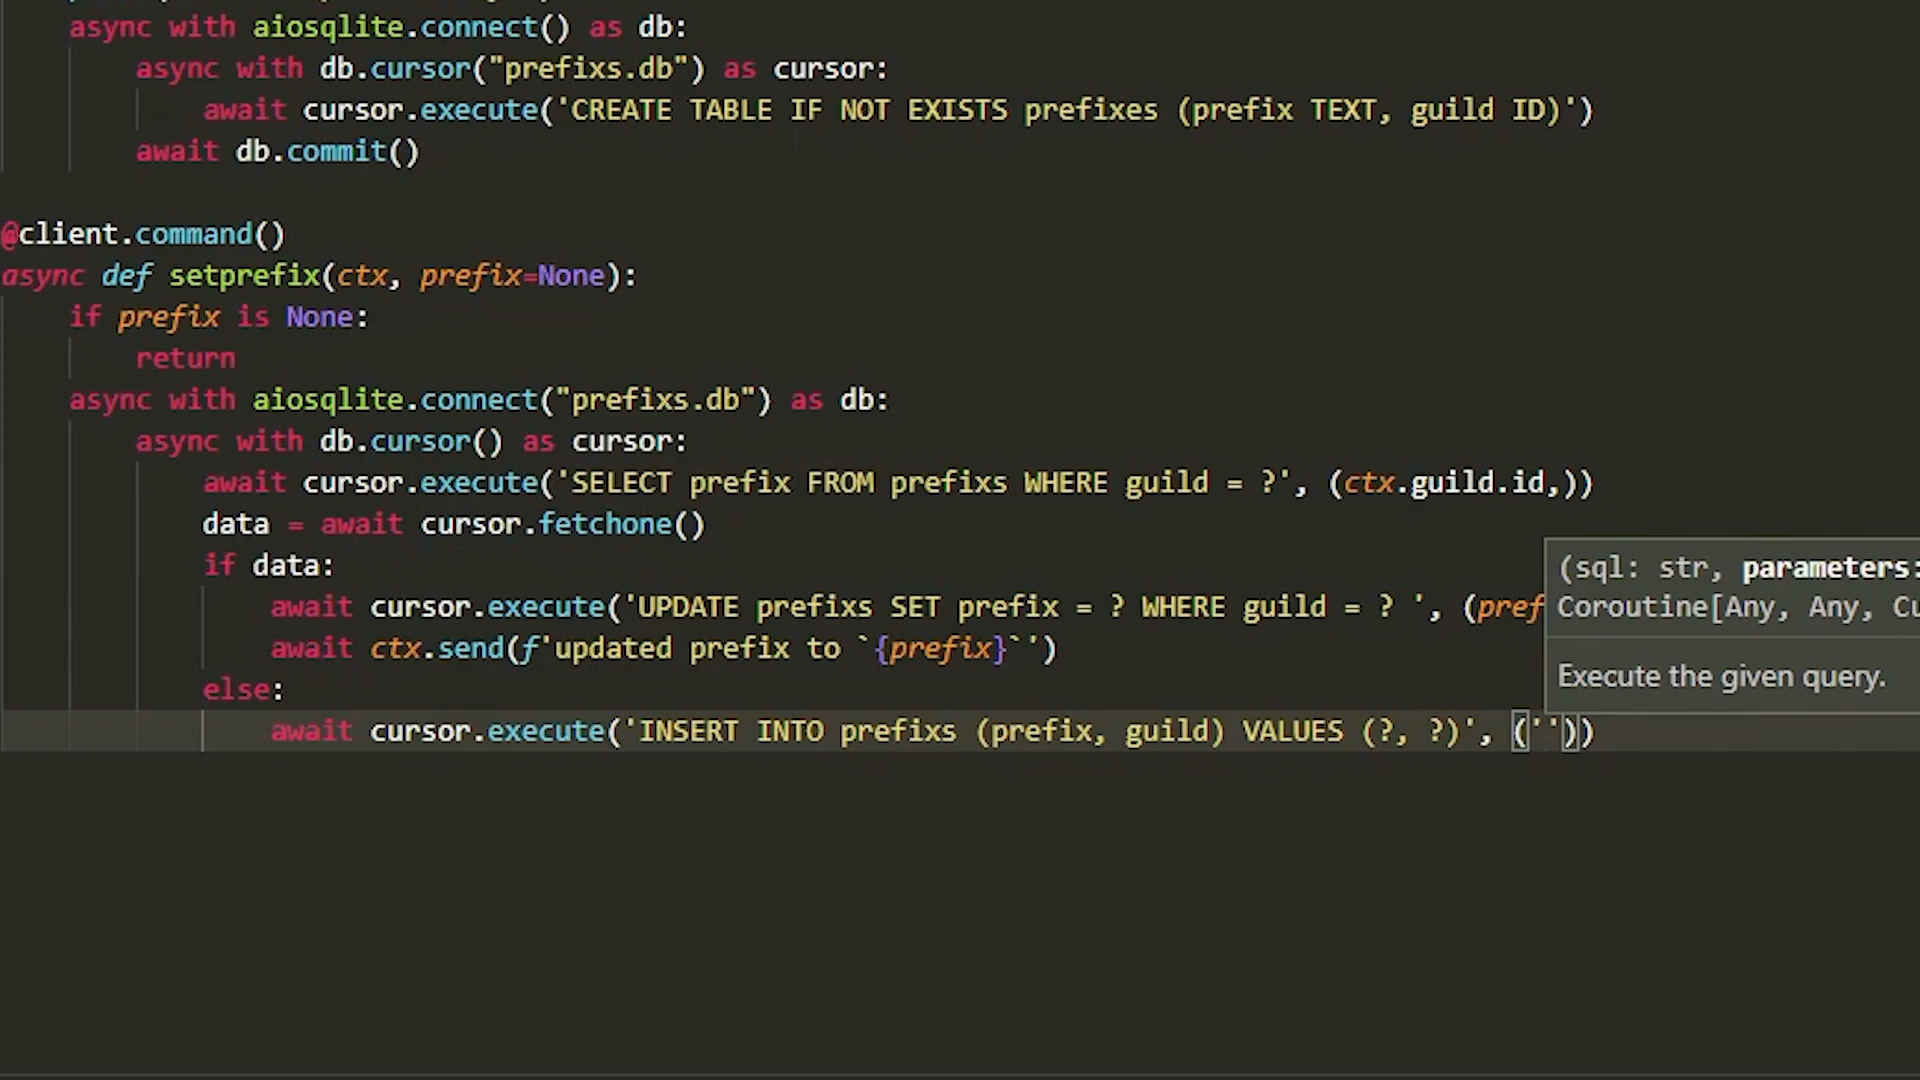 async with aiosqlite.connect() as db:
async with db.cursor("prefixs.db") as cursor:
await cursor.execute('CREATE TABLE IF NOT EXISTS prefixes (prefix TEXT, guild ID)')
await db.commit()
@client.command()
async def setprefix(ctx, prefix=None):
if prefix is None:
return
async with aiosqlite.connect("prefixs.db") as db:
async with db.cursor() as cursor:
await cursor.execute('SELECT prefix FROM prefixs WHERE guild = ?', (ctx.guild.id,))
data = await cursor.fetchone()
if data:
await cursor.execute('UPDATE prefixs SET prefix = ? WHERE guild = ? ', (pref
await ctx.send(f'updated prefix to `{prefix}`')
else:
await cursor.execute('INSERT INTO prefixs (prefix, guild) VALUES (?, ?)', (''))
(sql: str, parameters:
Coroutine[Any, Any, Cu
Execute the given query.